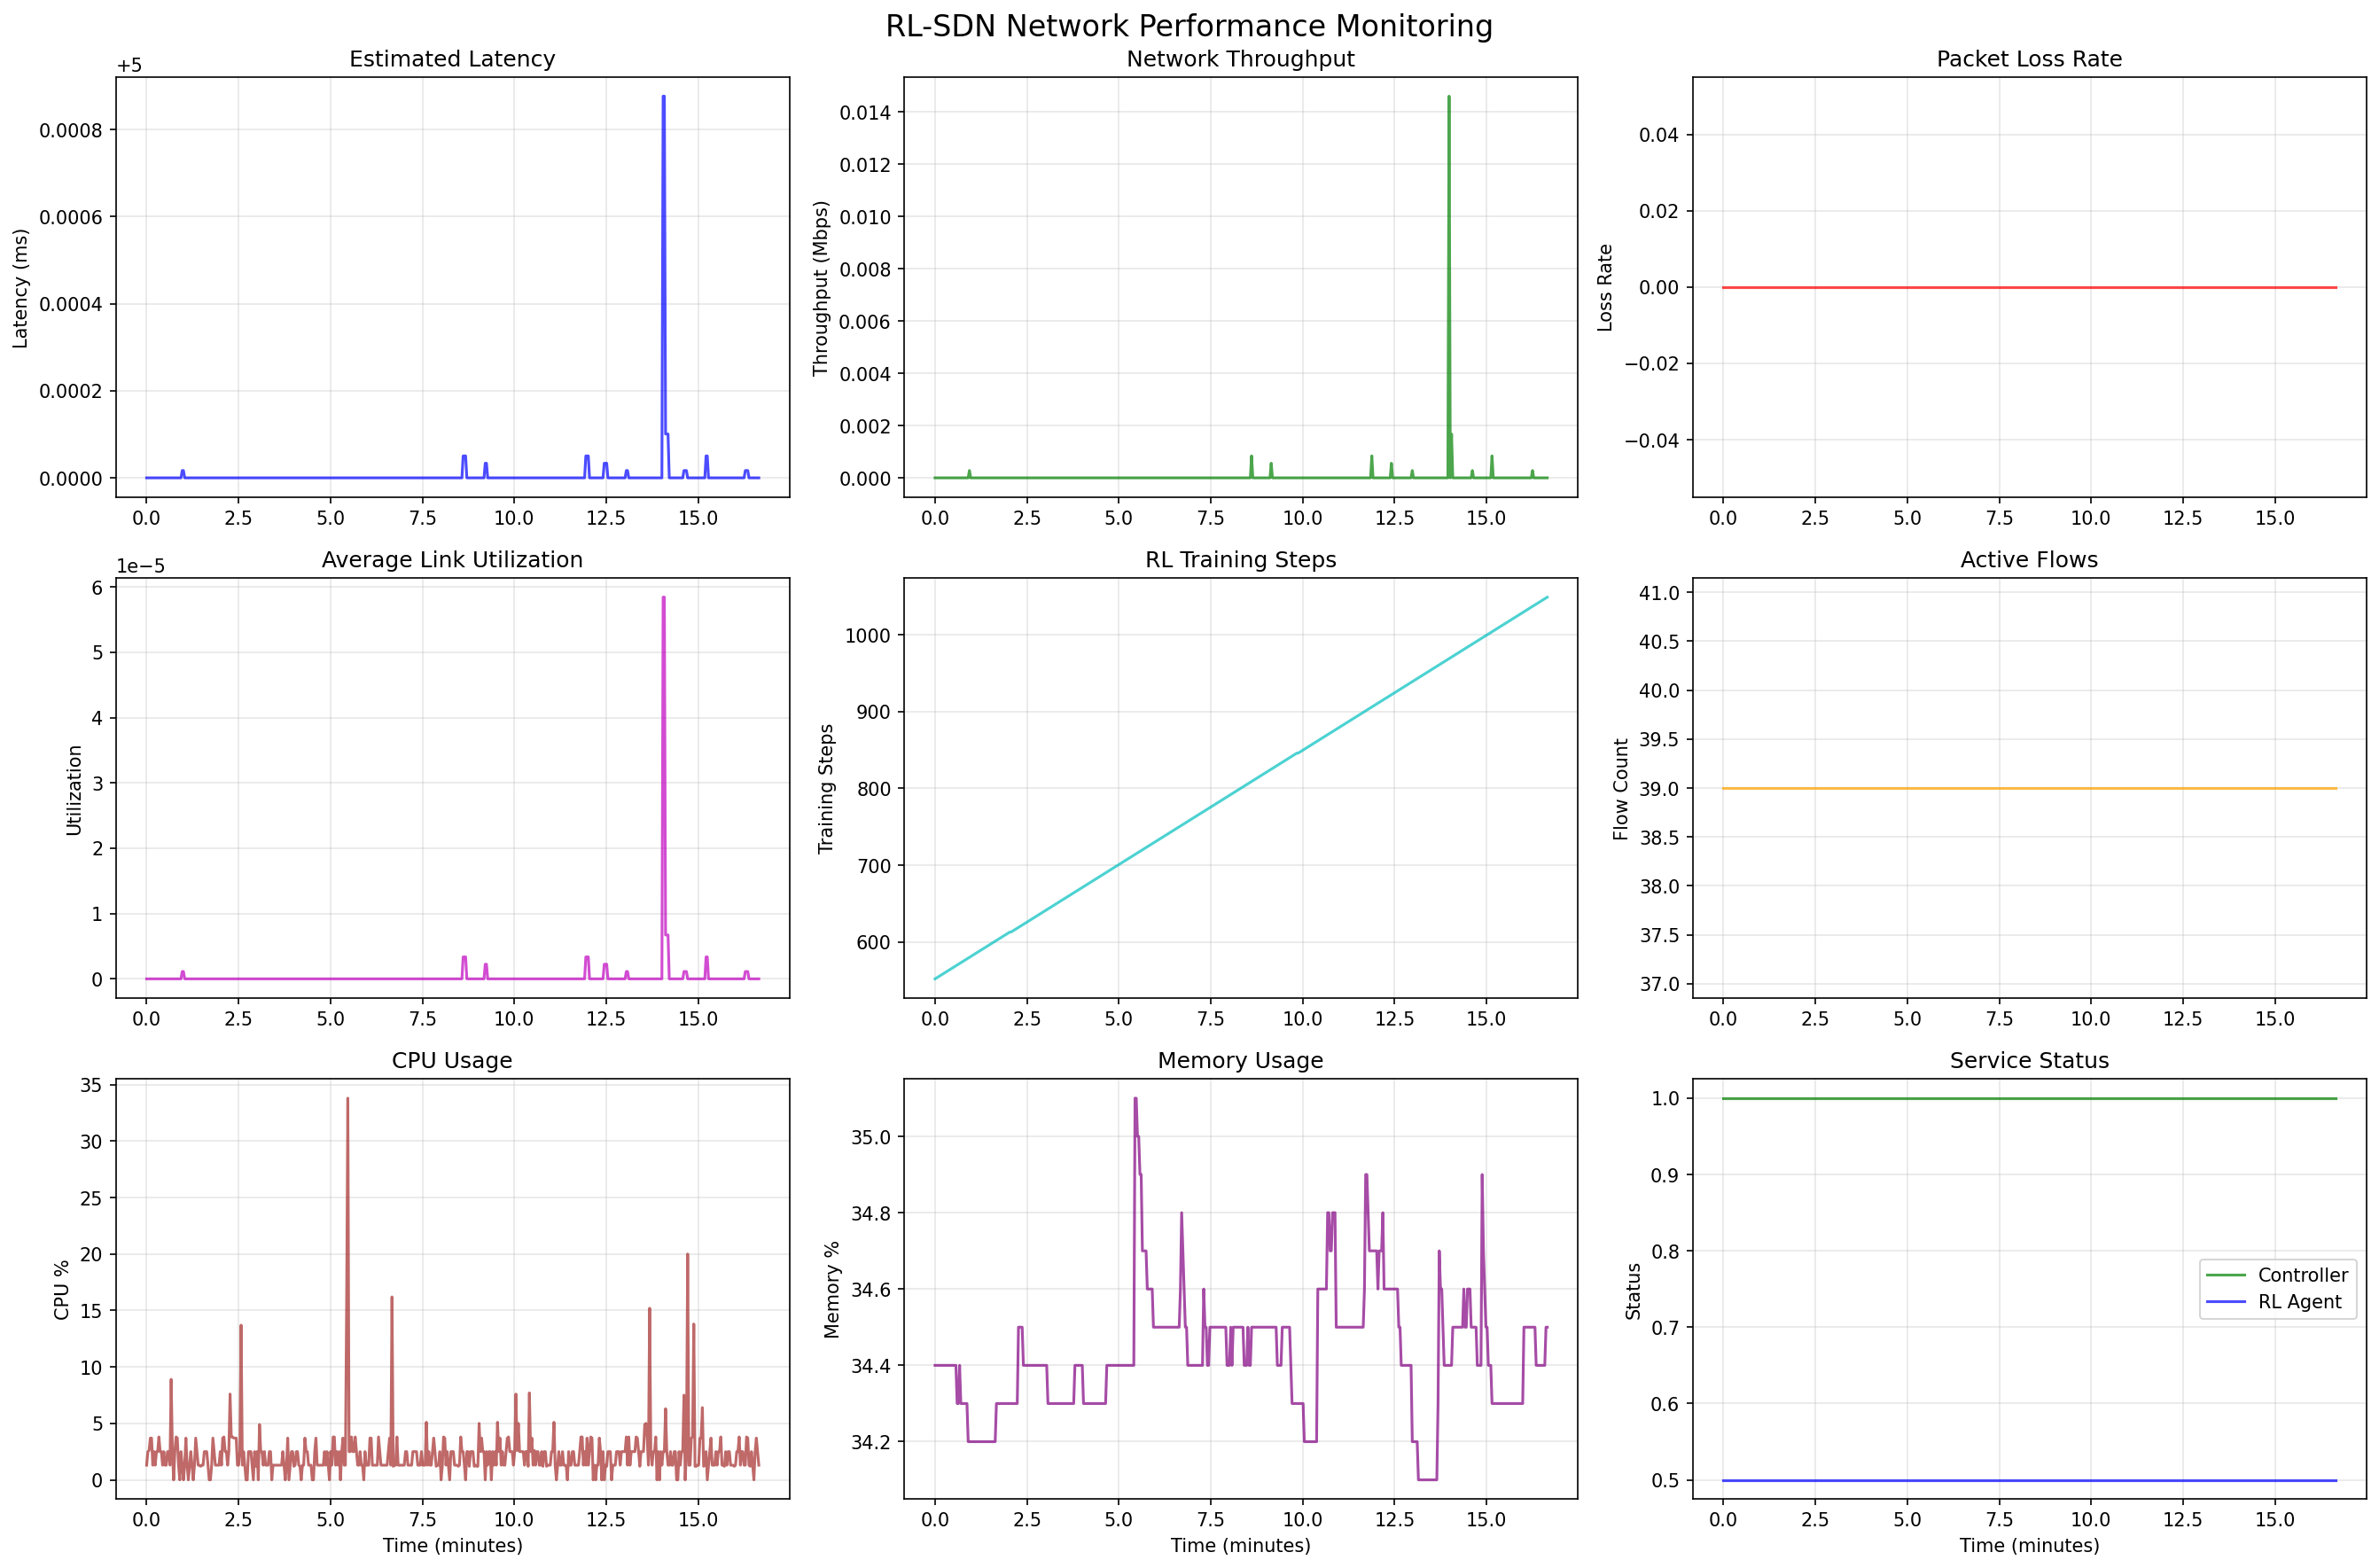 RL-SDN Network Performance Monitoring
Estimated Latency
+5
Latency (ms)
0.0008
0.0006
0.0004
0.0002
0.0000
0.0 2.5 5.0 7.5 10.0 12.5 15.0
Network Throughput
Throughput (Mbps)
0.014
0.012
0.010
0.008
0.006
0.004
0.002
0.000
0.0 2.5 5.0 7.5 10.0 12.5 15.0
Packet Loss Rate
Loss Rate
0.04
0.02
0.00
−0.02
−0.04
0.0 2.5 5.0 7.5 10.0 12.5 15.0
Average Link Utilization
1e−5
Utilization
6
5
4
3
2
1
0
0.0 2.5 5.0 7.5 10.0 12.5 15.0
RL Training Steps
Training Steps
1000
900
800
700
600
0.0 2.5 5.0 7.5 10.0 12.5 15.0
Active Flows
Flow Count
41.0
40.5
40.0
39.5
39.0
38.5
38.0
37.5
37.0
0.0 2.5 5.0 7.5 10.0 12.5 15.0
CPU Usage
CPU %
35
30
25
20
15
10
5
0
0.0 2.5 5.0 7.5 10.0 12.5 15.0
Time (minutes)
Memory Usage
Memory %
35.0
34.8
34.6
34.4
34.2
0.0 2.5 5.0 7.5 10.0 12.5 15.0
Time (minutes)
Service Status
Status
1.0
0.9
0.8
0.7
0.6
0.5
Controller
RL Agent
0.0 2.5 5.0 7.5 10.0 12.5 15.0
Time (minutes)